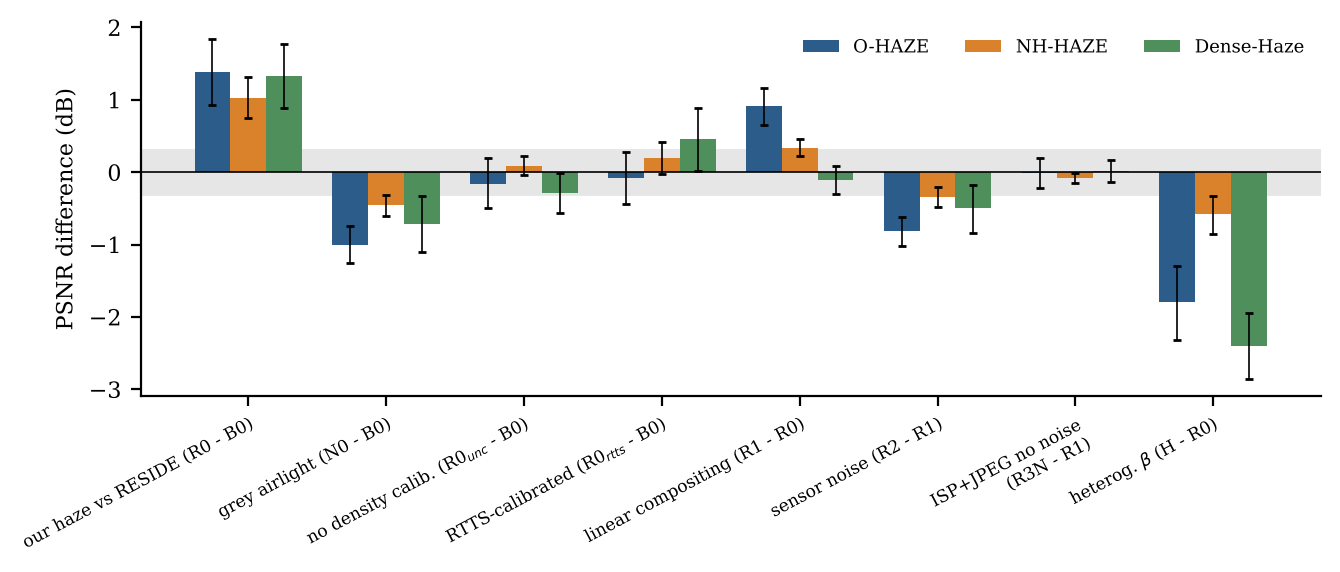 O-HAZE NH-HAZE Dense-Haze
PSNR difference (dB)
2
1
0
−1
−2
−3
our haze vs RESIDE (R0 - B0)
grey airlight (N0 - B0)
no density calib. (R0unc - B0)
RTTS-calibrated (R0rtts - B0)
linear compositing (R1 - R0)
sensor noise (R2 - R1)
ISP+JPEG no noise
(R3N - R1)
heterog. β (H - R0)